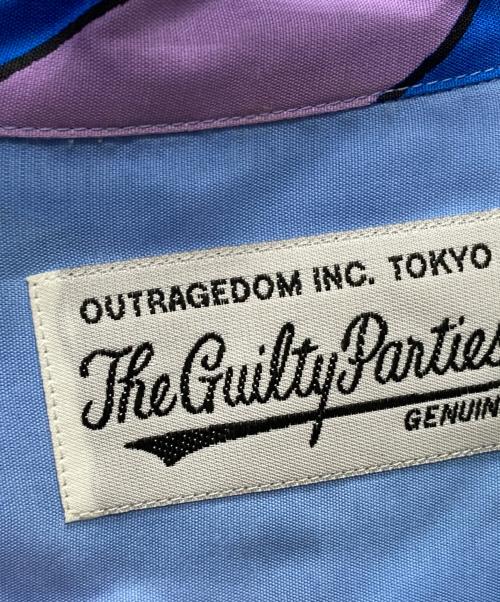 OUTRAGEDOM INC. TOKYO
The Guilty Parties
GENUIN